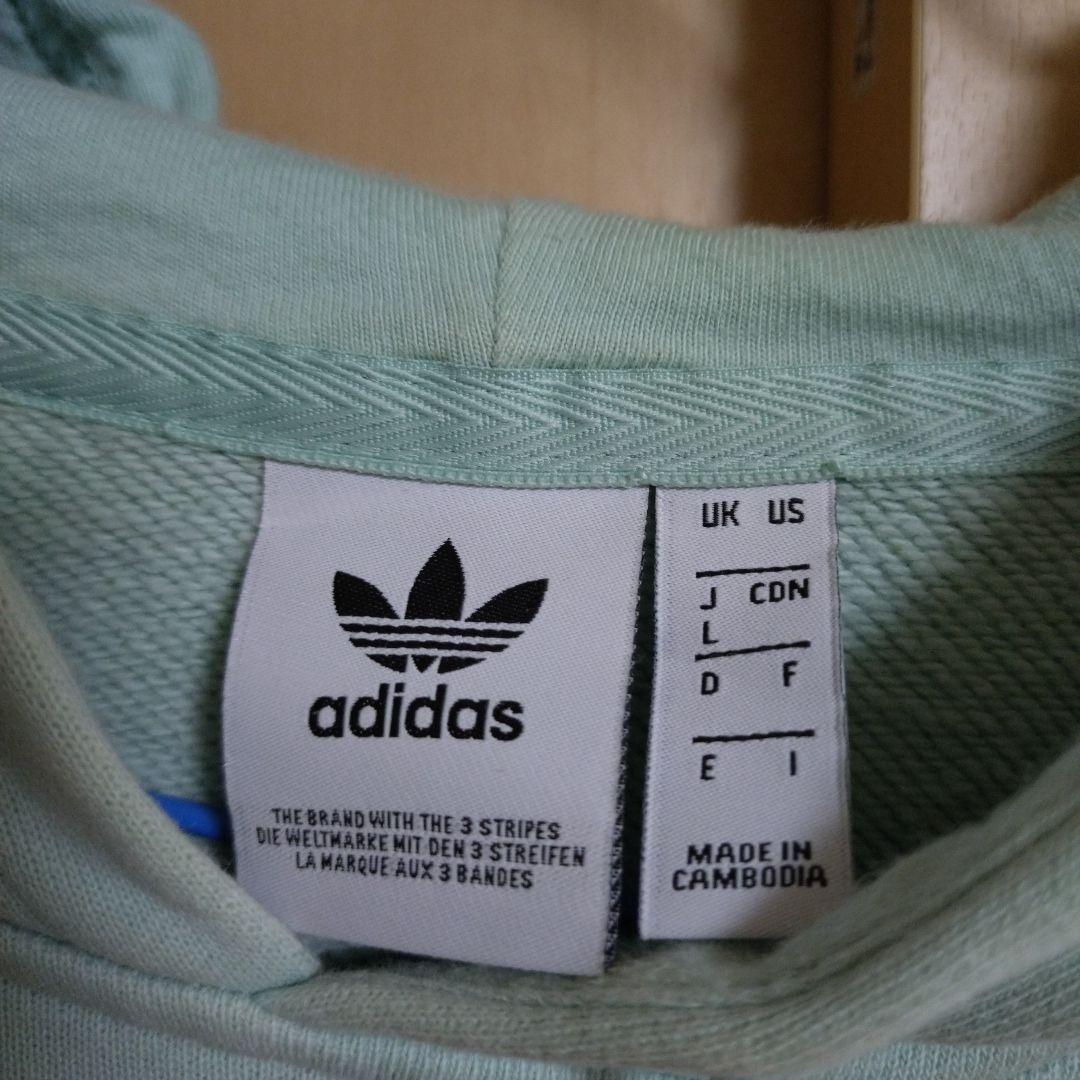 adidas
THE BRAND WITH THE 3 STRIPES
DIE WELTMARKE MIT DEN 3 STREIFEN
LA MARQUE AUX 3 BANDES
UK US
J CDN
L
D F
E I
MADE IN
CAMBODIA